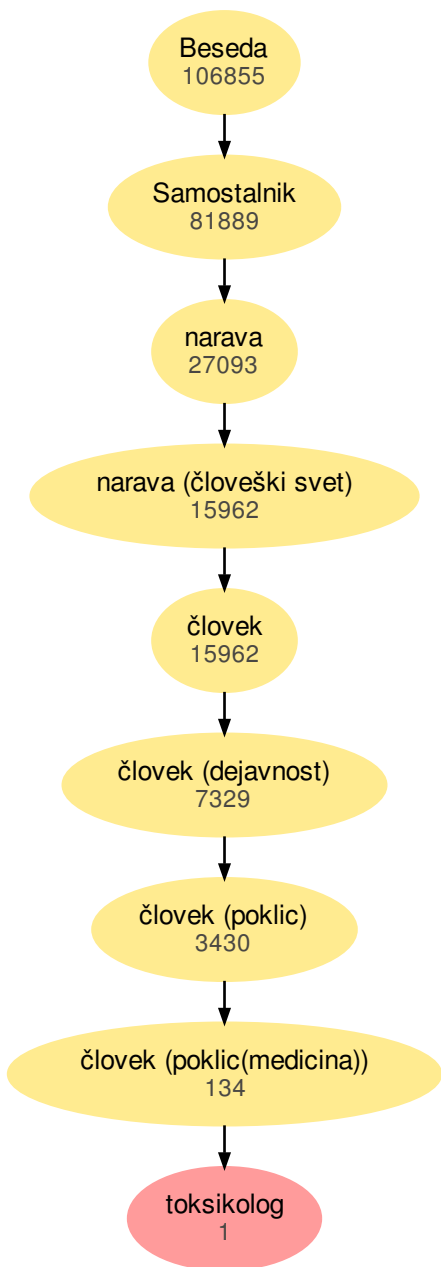 Beseda
106855
Samostalnik
81889
narava
27093
narava (človeški svet)
15962
človek
15962
človek (dejavnost)
7329
človek (poklic)
3430
človek (poklic(medicina))
134
toksikolog
1